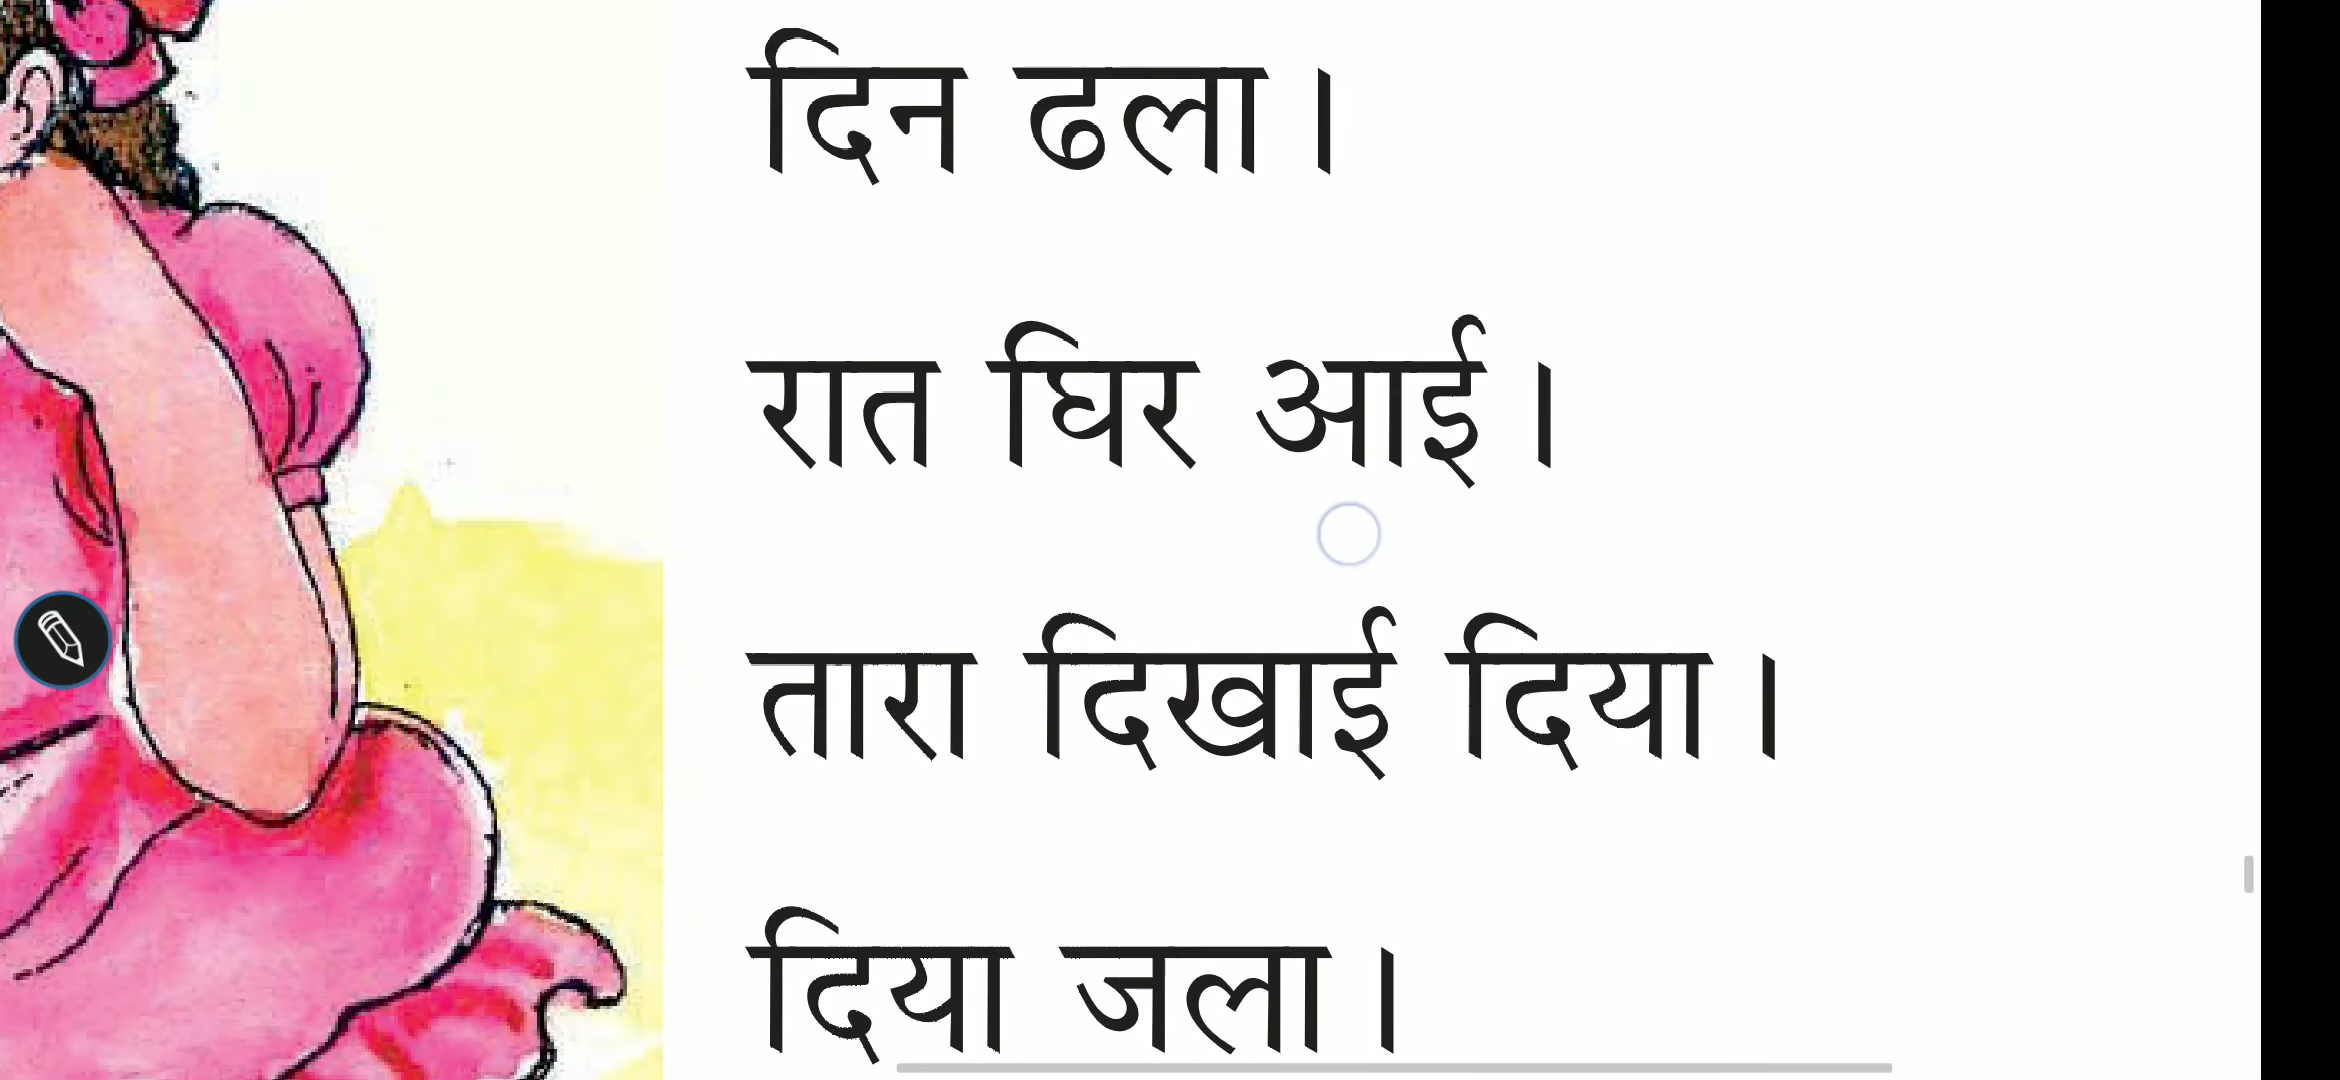 दिन ढला।
रात घिर आई।
तारा दिखाई दिया।
दिया जला।